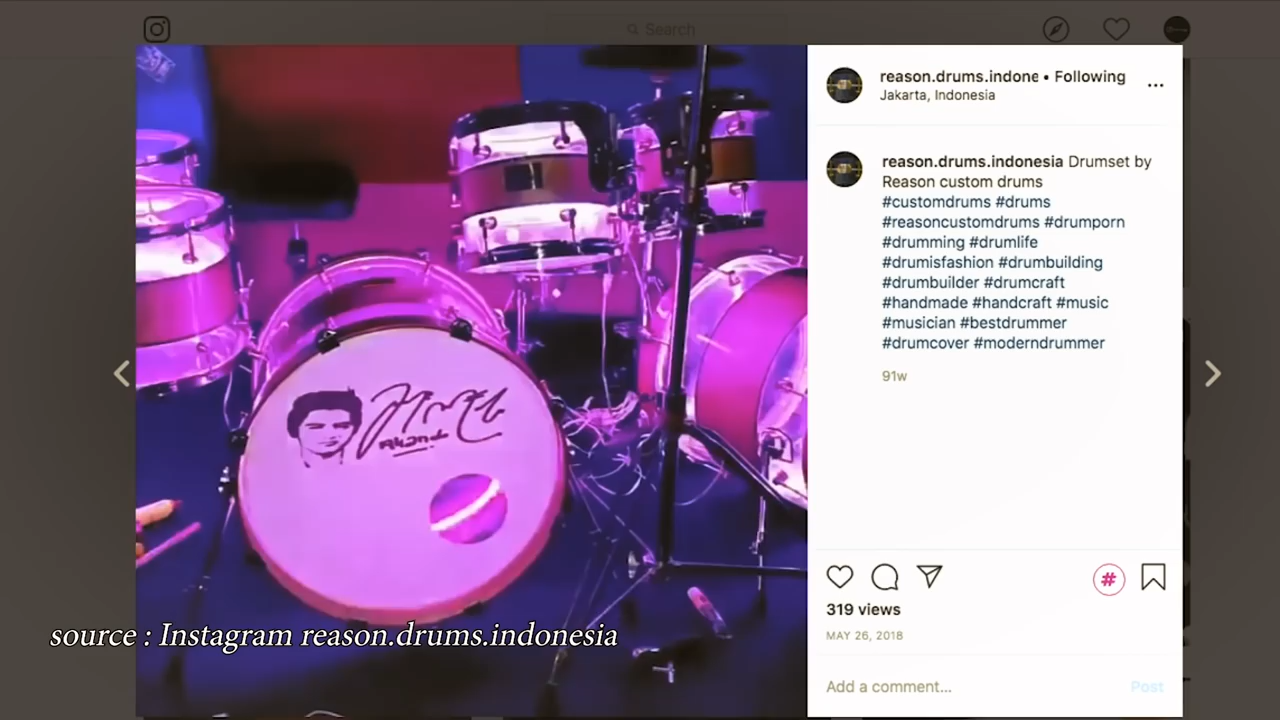 Search
reason.drums.indone • Following
Jakarta, Indonesia
...
reason.drums.indonesia Drumset by
Reason custom drums
#customdrums #drums
#reasoncustomdrums #drumporn
#drumming #drumlife
#drumisfashion #drumbuilding
#drumbuilder #drumcraft
#handmade #handcraft #music
#musician #bestdrummer
#drumcover #moderndrummer
91w
#
319 views
MAY 26, 2018
Add a comment...
Post
source : Instagram reason.drums.indonesia